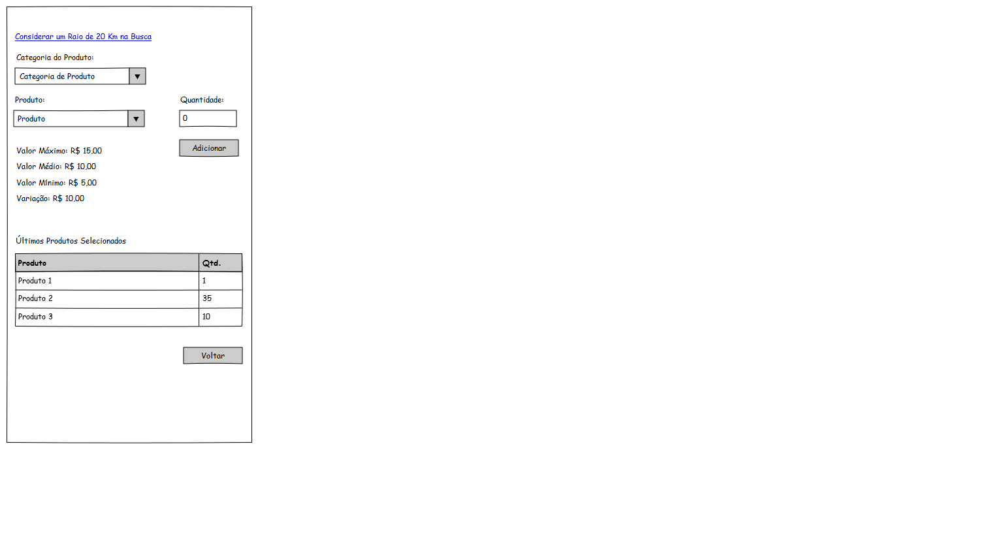 Considerar um Raio de 20 Km na Busca
Categoria do Produto:
Categoria de Produto
Produto: Quantidade:
Produto 0
Adicionar
Valor Máximo: R$ 15,00
Valor Médio: R$ 10,00
Valor Mínimo: R$ 5,00
Variação: R$ 10,00
Últimos Produtos Selecionados
Produto Qtd.
Produto 1 1
Produto 2 35
Produto 3 10
Voltar